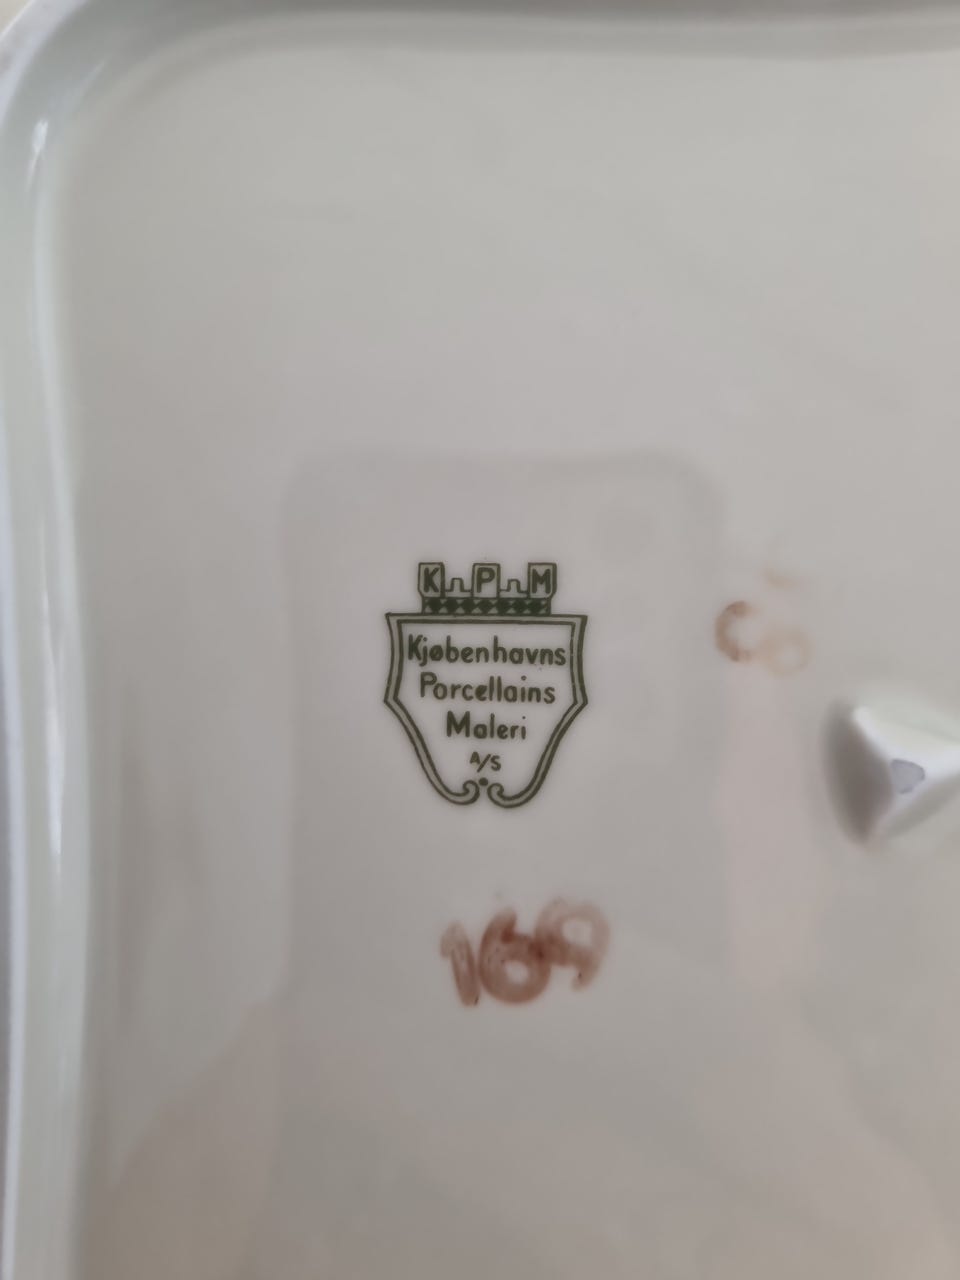 K P M
Kjøbenhavns
Porcellains
Maleri
A/S
169